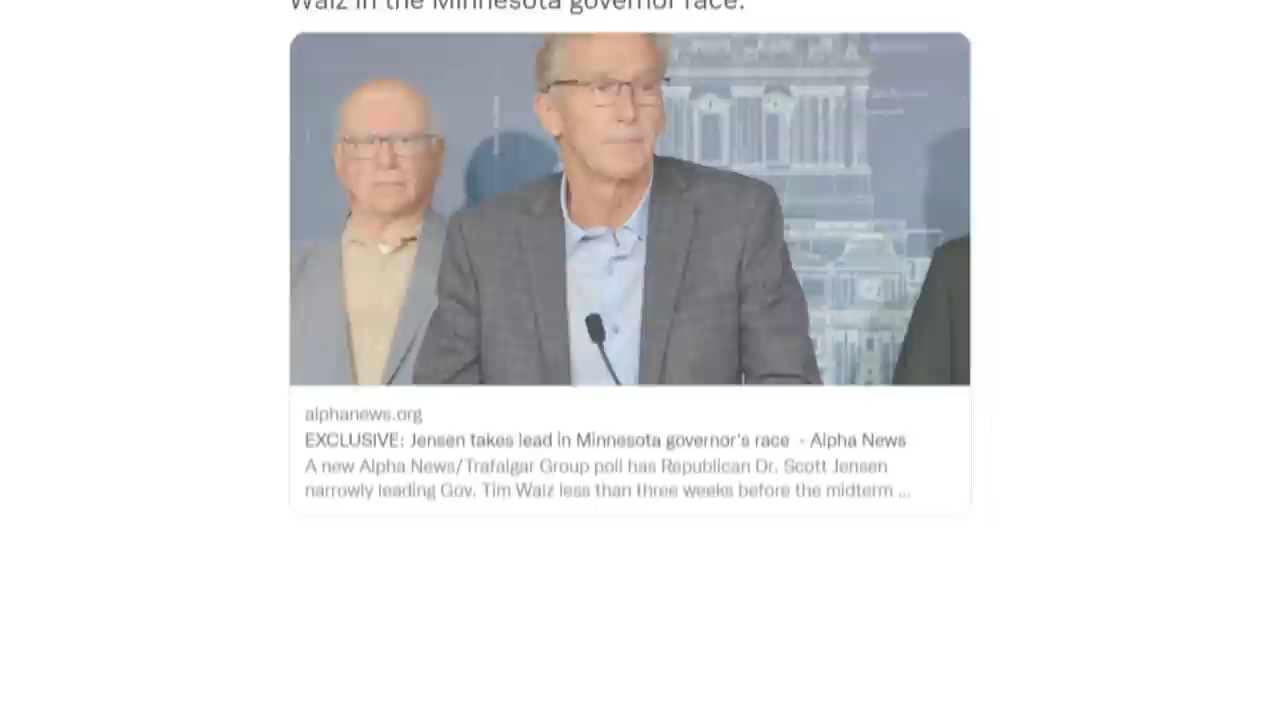 Walz in the Minnesota governor race.
alphanews.org
EXCLUSIVE: Jensen takes lead in Minnesota governor's race - Alpha News
A new Alpha News/Trafalgar Group poll has Republican Dr. Scott Jensen
narrowly leading Gov. Tim Walz less than three weeks before the midterm ...